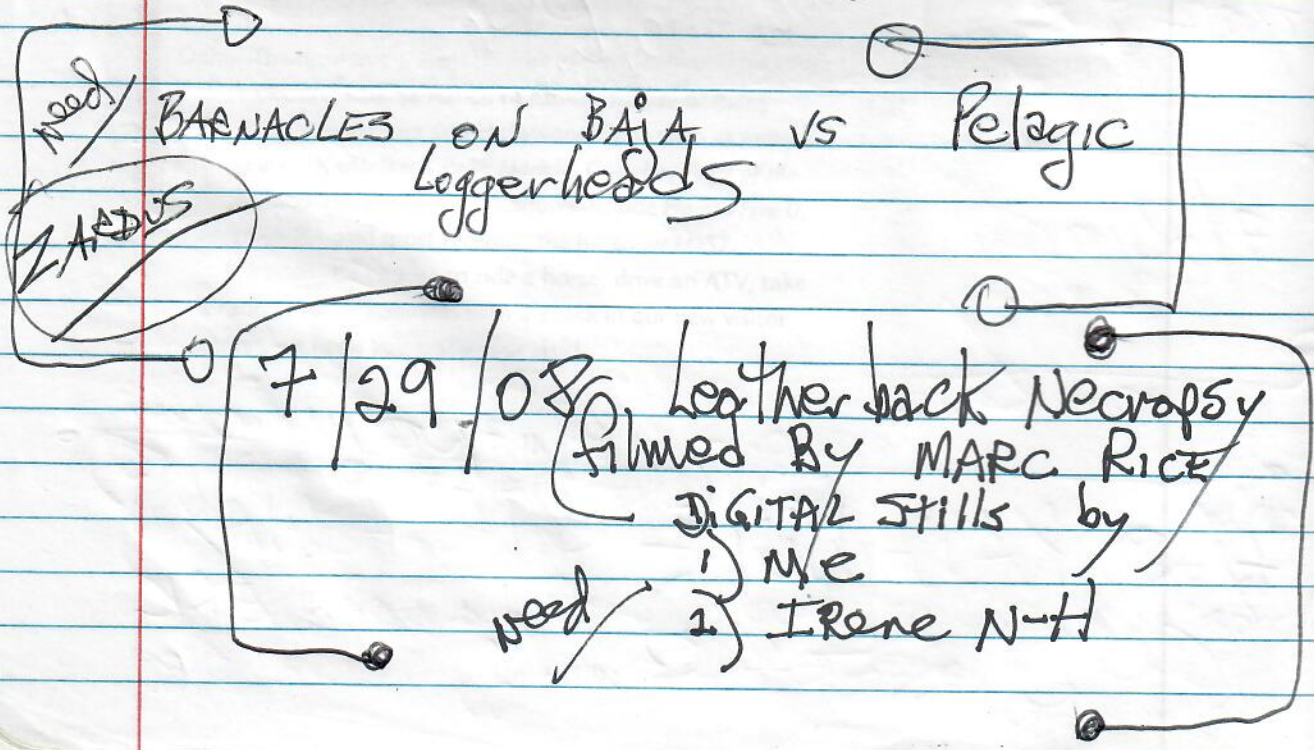 Need/
BARNACLES ON BAJA vs Pelagic
Loggerheads
ZARDUS
7/29/08 Leatherback Necropsy
filmed By MARC RICE
DIGITAL Stills by
1) Me
Need 2) IRene N-H